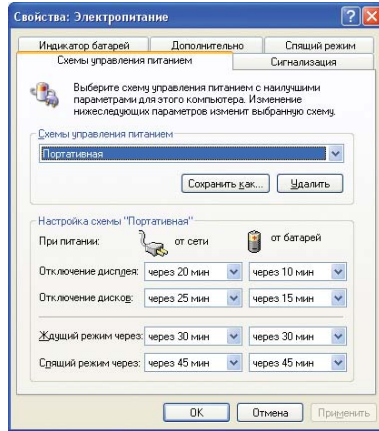 Свойства: Электропитание
Индикатор батарей Дополнительно Спящий режим
Схемы управления питанием Сигнализация
Выберите схему управления питанием с наилучшими
параметрами для этого компьютера. Изменение
нижеследующих параметров изменит выбранную схему.
Схемы управления питанием
Портативная
Сохранить как... Удалить
Настройка схемы "Портативная"
При питании: от сети от батарей
Отключение дисплея: через 20 мин через 10 мин
Отключение дисков: через 25 мин через 15 мин
Ждущий режим через: через 30 мин через 30 мин
Спящий режим через: через 45 мин через 45 мин
OK Отмена Применить